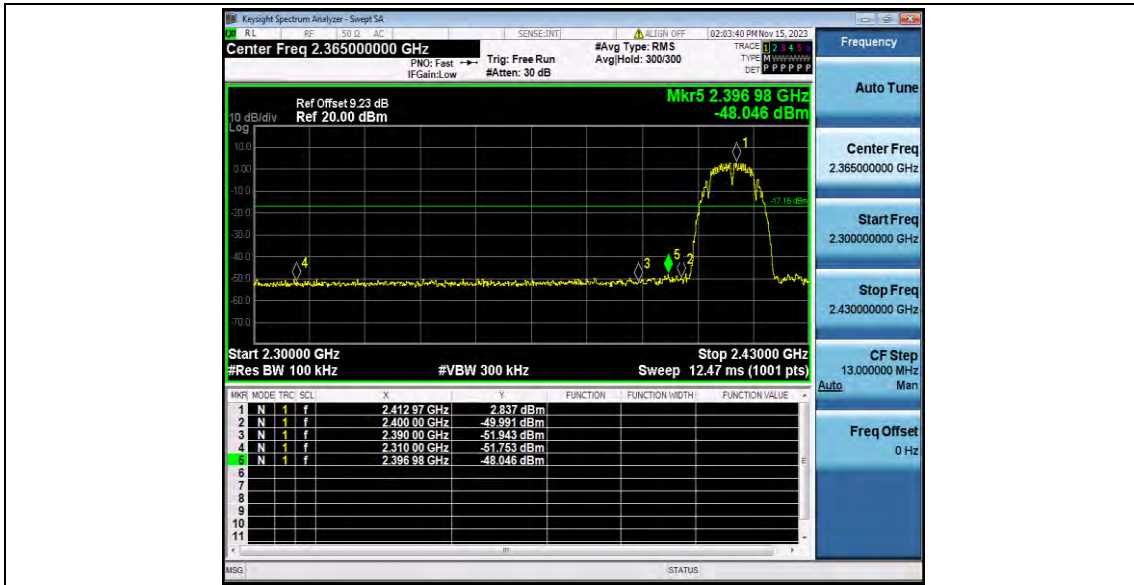 Keysight Spectrum Analyzer - Swept SA
RL RF 50 Ω AC SENSE:INT ALIGN OFF 02:03:40 PM Nov 15, 2023
Center Freq 2.365000000 GHz
PNO: Fast Trig: Free Run
IFGain:Low #Atten: 30 dB
#Avg Type: RMS
Avg|Hold: 300/300
TRACE 1 2 3 4 5 6
TYPE M W W W W W
DET P P P P P P
Frequency
Auto Tune
Center Freq
2.365000000 GHz
Start Freq
2.300000000 GHz
Stop Freq
2.430000000 GHz
CF Step
13.000000 MHz
Auto Man
Freq Offset
0 Hz
Mkr5 2.396 98 GHz
-48.046 dBm
Ref Offset 9.23 dB
10 dB/div Ref 20.00 dBm
Log
10.0
0.00
-10.0
-20.0
-30.0
-40.0
-50.0
-60.0
-70.0
1
-17.16 dBm
4
3
5
2
Start 2.30000 GHz Stop 2.43000 GHz
#Res BW 100 kHz #VBW 300 kHz Sweep 12.47 ms (1001 pts)
MKR MODE TRC SCL X Y FUNCTION FUNCTION WIDTH FUNCTION VALUE
1 N 1 f 2.412 97 GHz 2.837 dBm
2 N 1 f 2.400 00 GHz -49.991 dBm
3 N 1 f 2.390 00 GHz -51.943 dBm
4 N 1 f 2.310 00 GHz -51.753 dBm
5 N 1 f 2.396 98 GHz -48.046 dBm
6
7
8
9
10
11
MSG STATUS